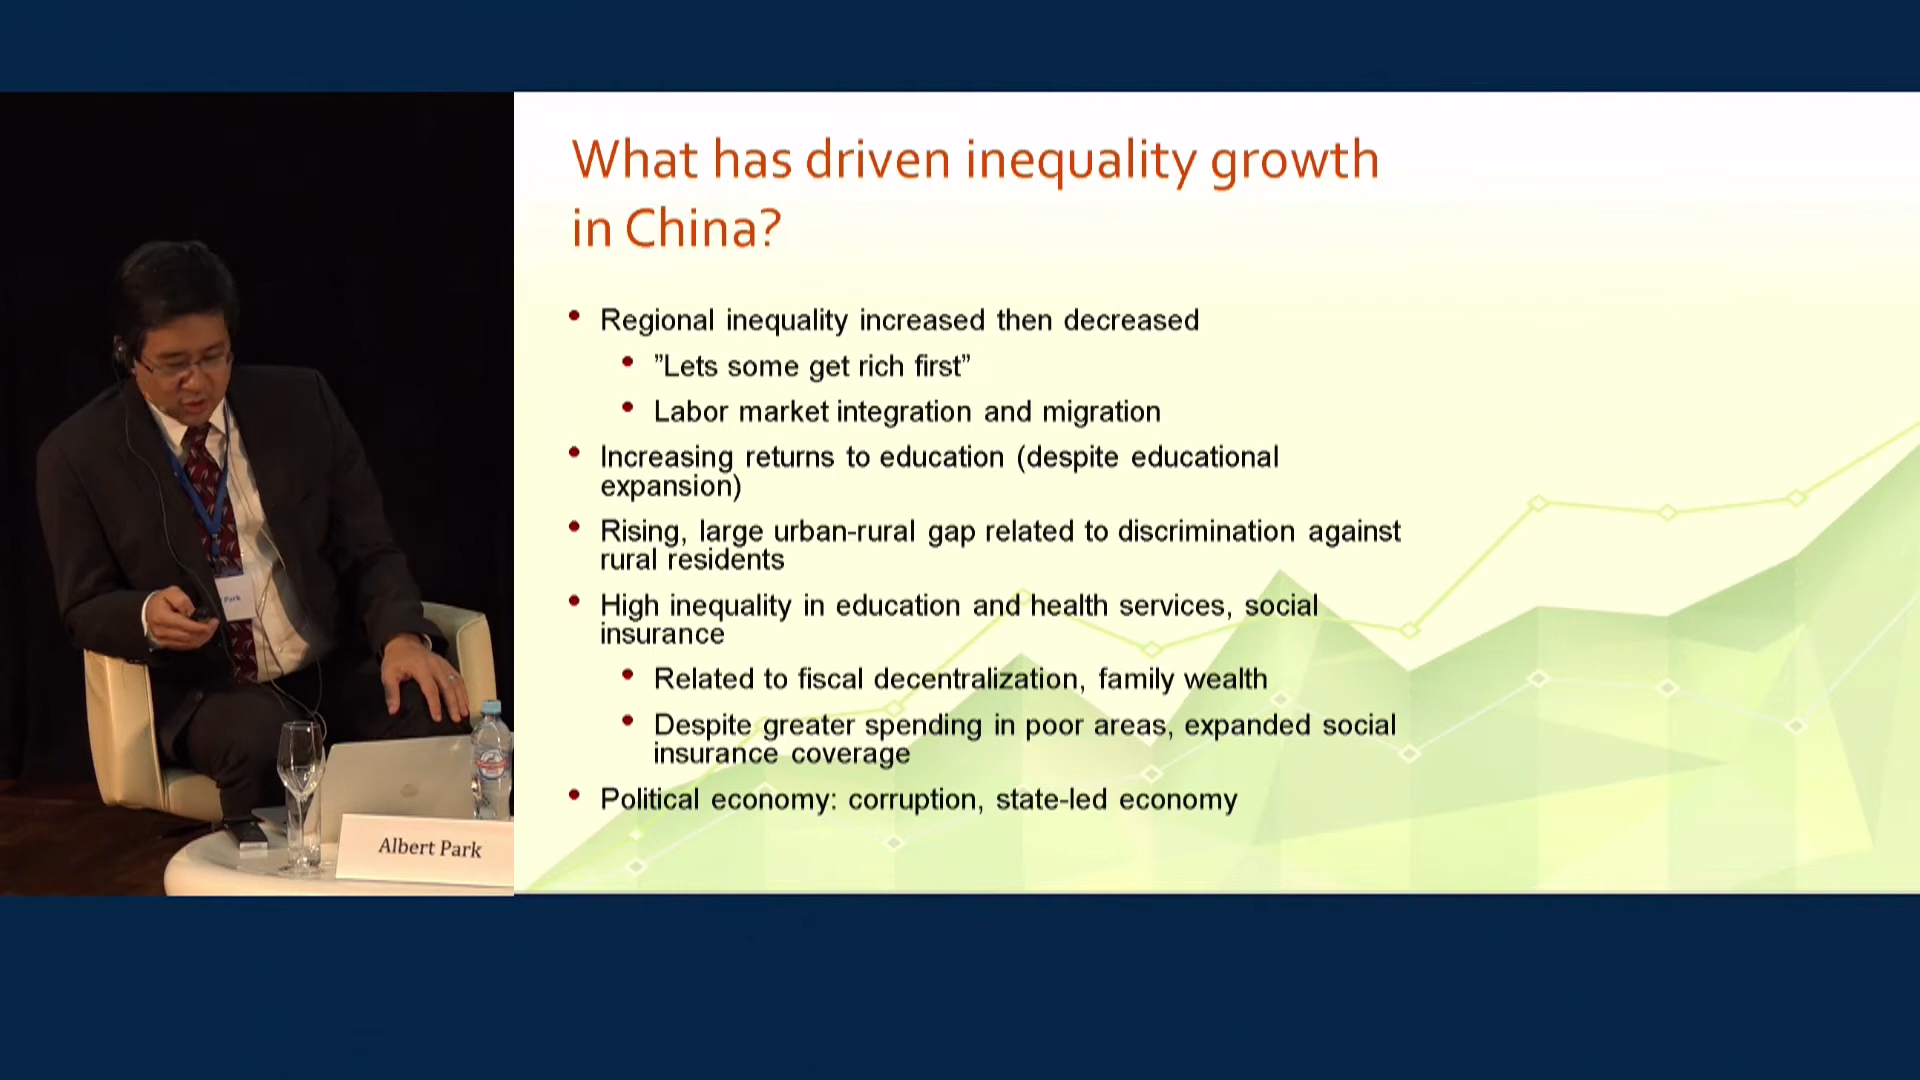 What has driven inequality growth
in China?
• Regional inequality increased then decreased
• ”Lets some get rich first”
• Labor market integration and migration
• Increasing returns to education (despite educational
expansion)
• Rising, large urban-rural gap related to discrimination against
rural residents
• High inequality in education and health services, social
insurance
• Related to fiscal decentralization, family wealth
• Despite greater spending in poor areas, expanded social
insurance coverage
• Political economy: corruption, state-led economy
Park
Albert Park